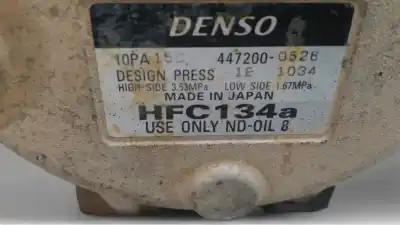 DENSO
10PA15C 447200-0526
DESIGN PRESS 1E 1034
HIGH SIDE 3.53MPa LOW SIDE 1.67MPa
MADE IN JAPAN
HFC134a
USE ONLY ND-OIL 8